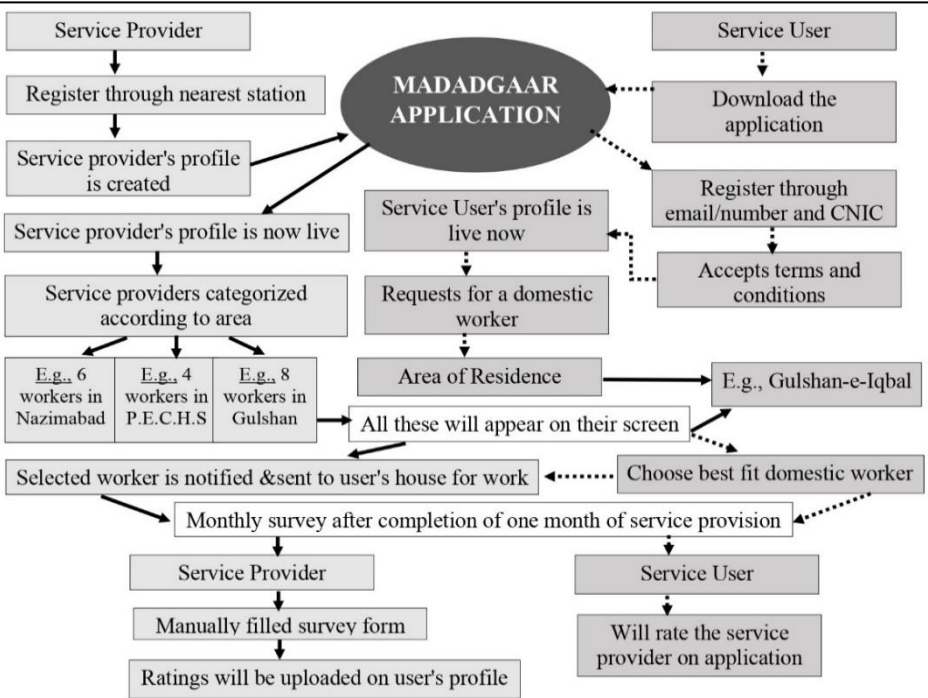 Service Provider
Register through nearest station
Service provider's profile
is created
MADADGAAR
APPLICATION
Service User
Download the
application
Register through
email/number and CNIC
Accepts terms and
conditions
Service User's profile is
live now
Requests for a domestic
worker
Area of Residence
E.g., Gulshan-e-Iqbal
Service provider's profile is now live
Service providers categorized
according to area
E.g., 6
workers in
Nazimabad
E.g., 4
workers in
P.E.C.H.S
E.g., 8
workers in
Gulshan
All these will appear on their screen
Choose best fit domestic worker
Selected worker is notified &sent to user's house for work
Monthly survey after completion of one month of service provision
Service Provider
Manually filled survey form
Ratings will be uploaded on user's profile
Service User
Will rate the service
provider on application